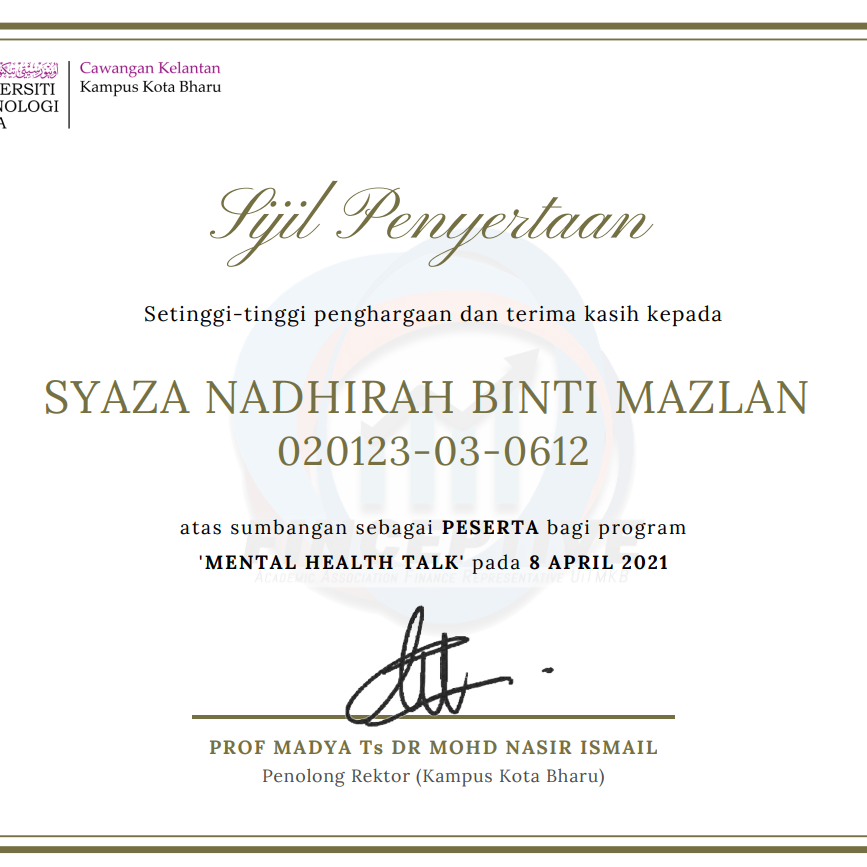 Cawangan Kelantan
Kampus Kota Bharu
ERSITI
NOLOGI
A
Sijil Penyertaan
Setinggi-tinggi penghargaan dan terima kasih kepada
SYAZA NADHIRAH BINTI MAZLAN
020123-03-0612
atas sumbangan sebagai PESERTA bagi program
'MENTAL HEALTH TALK' pada 8 APRIL 2021
Academic Association Finance Representative UiTMKB
PROF MADYA Ts DR MOHD NASIR ISMAIL
Penolong Rektor (Kampus Kota Bharu)